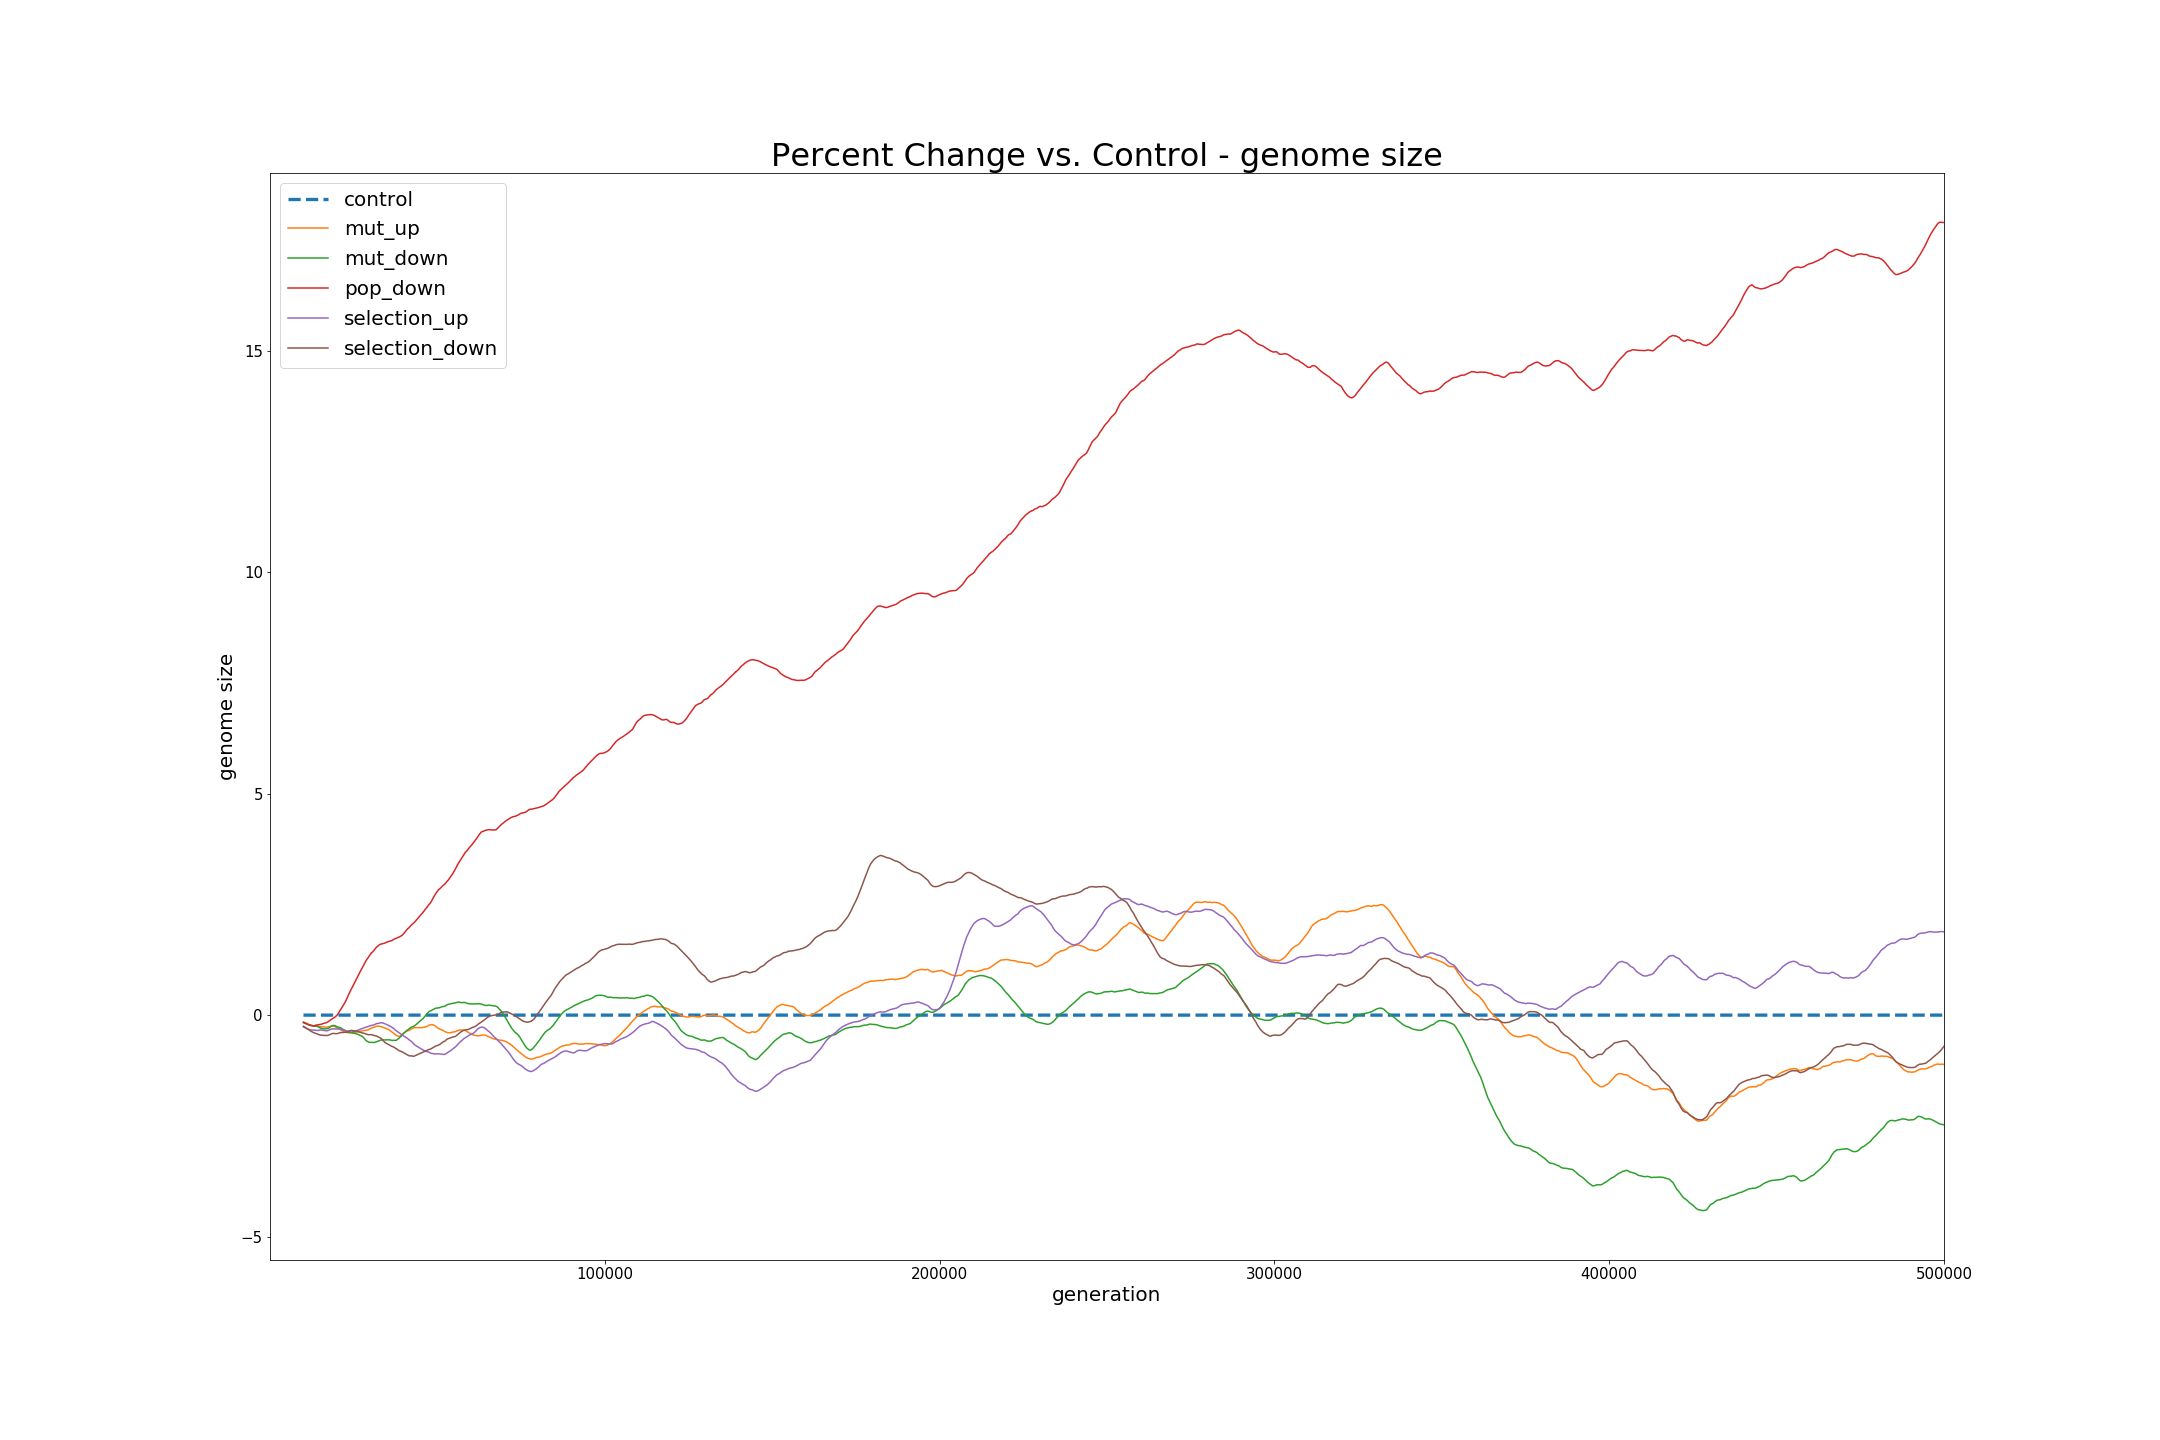 Percent Change vs. Control - genome size
control
mut_up
mut_down
pop_down
selection_up
selection_down
genome size
15
10
5
0
−5
100000 200000 300000 400000 500000
generation